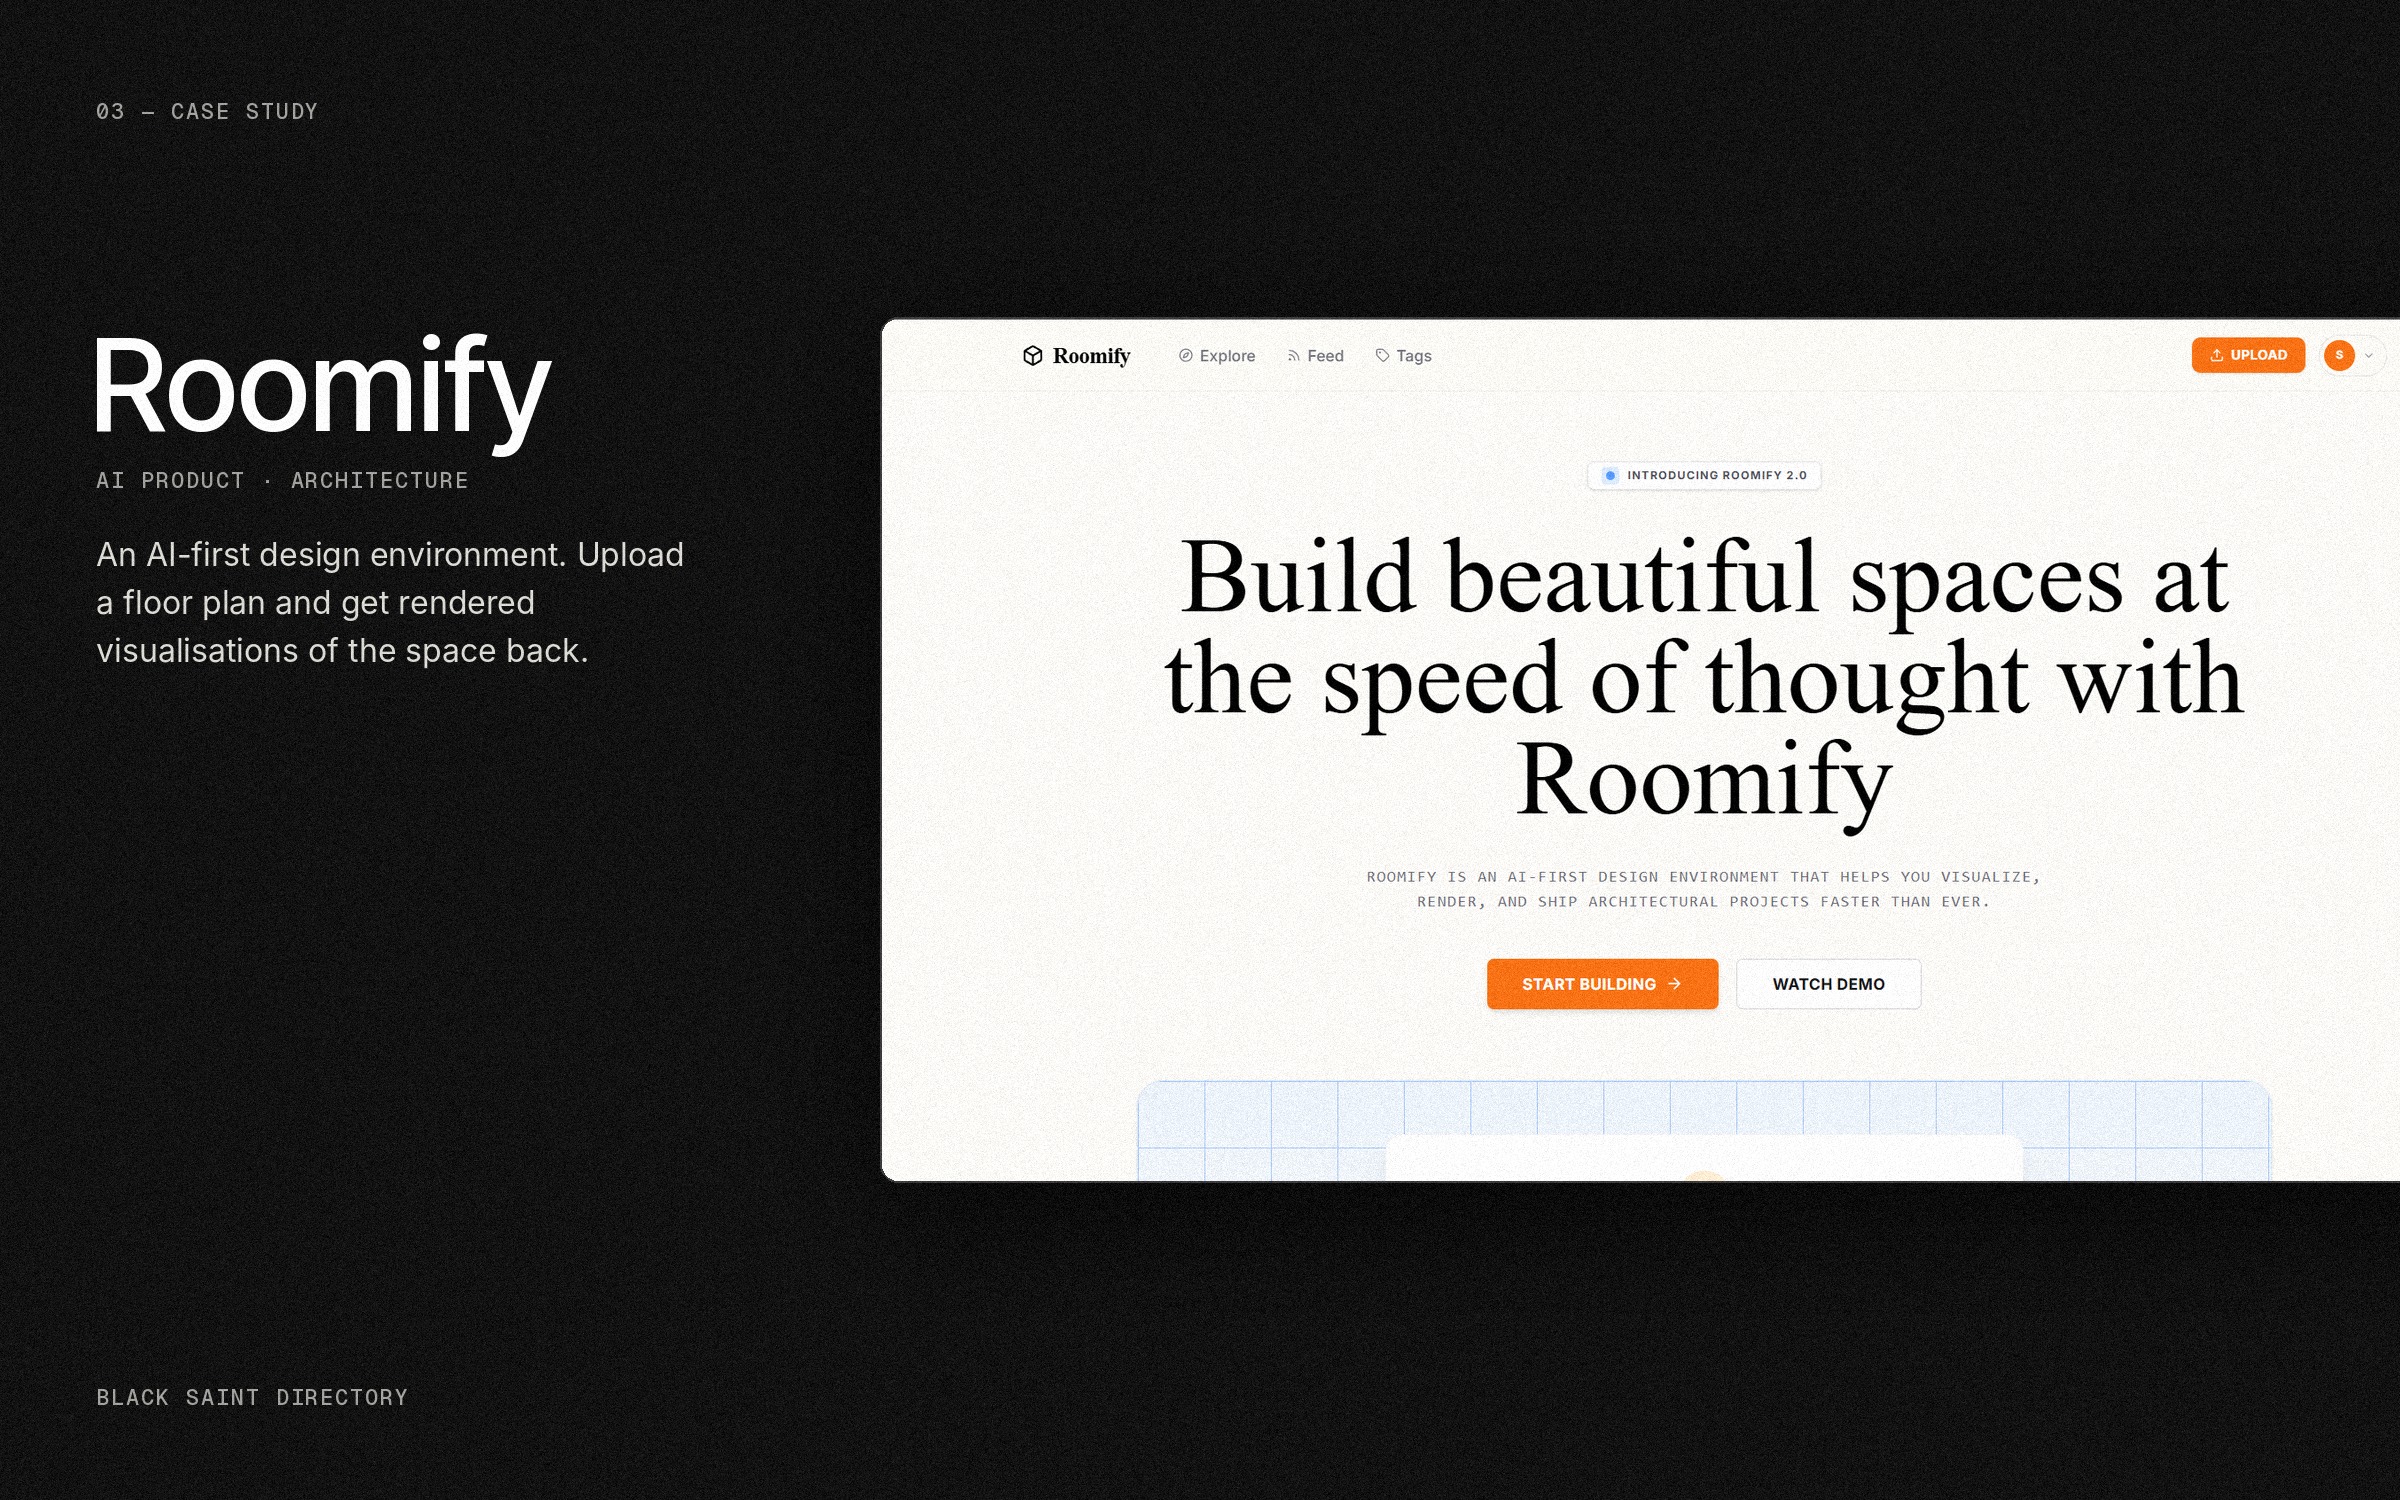 03 — CASE STUDY
Roomify
AI PRODUCT · ARCHITECTURE
An AI-first design environment. Upload
a floor plan and get rendered
visualisations of the space back.
BLACK SAINT DIRECTORY
Roomify Explore Feed Tags UPLOAD S
INTRODUCING ROOMIFY 2.0
Build beautiful spaces at
the speed of thought with
Roomify
ROOMIFY IS AN AI-FIRST DESIGN ENVIRONMENT THAT HELPS YOU VISUALIZE,
RENDER, AND SHIP ARCHITECTURAL PROJECTS FASTER THAN EVER.
START BUILDING → WATCH DEMO